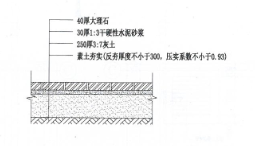 40厚大理石
30厚1:3干硬性水泥砂浆
250厚3:7灰土
素土夯实(反夯厚度不小于300, 压实系数不小于0.93)